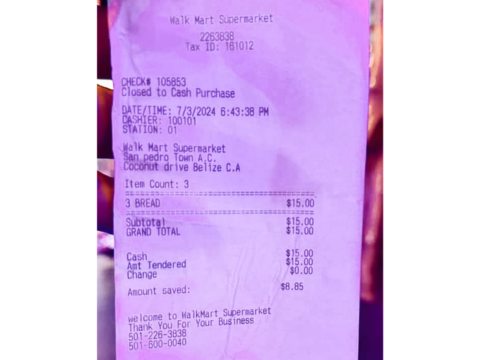 Walk Mart Supermarket
2263838
Tax ID: 161012
CHECK# 105853
Closed to Cash Purchase
DATE/TIME: 7/3/2024 6:43:38 PM
CASHIER: 100101
STATION: 01
Walk Mart Supermarket
San pedro Town A.C.
Coconut drive Belize C.A
Item Count: 3
3 BREAD $15.00
Subtotal $15.00
GRAND TOTAL $15.00
Cash $15.00
Amt Tendered $15.00
Change $0.00
Amount saved: $8.85
welcome to WalkMart Supermarket
Thank You For Your Business
501-226-3838
501-600-0040